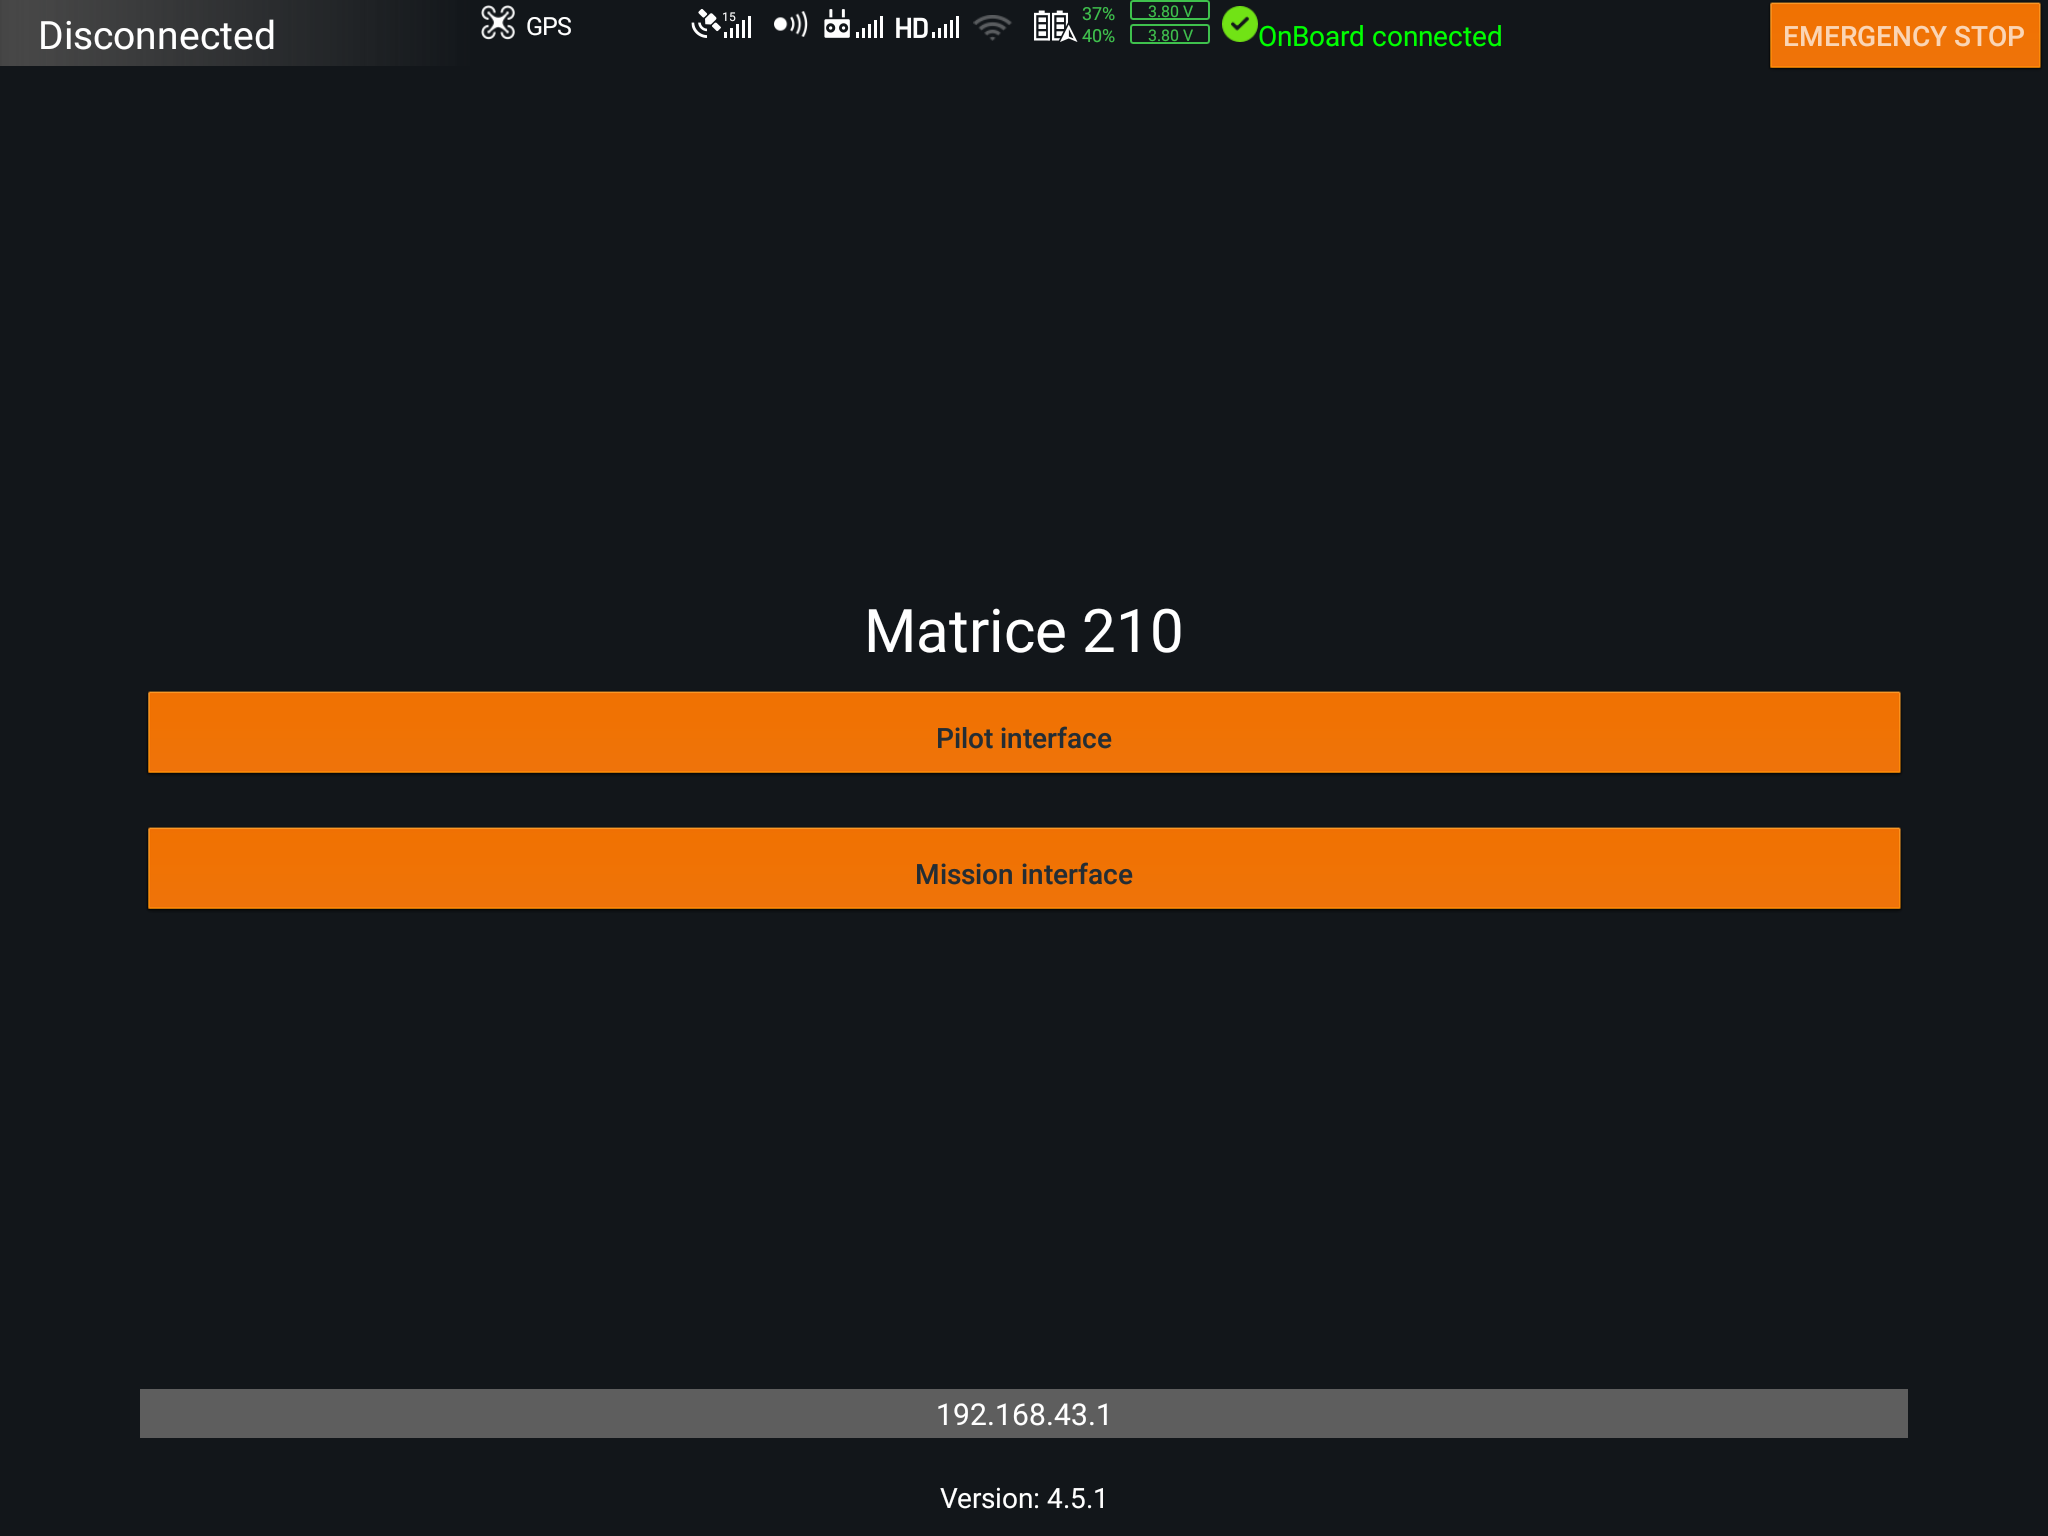 Disconnected
GPS
15
HD
37%
40%
3.80 V
3.80 V
OnBoard connected
EMERGENCY STOP
Matrice 210
Pilot interface
Mission interface
192.168.43.1
Version: 4.5.1